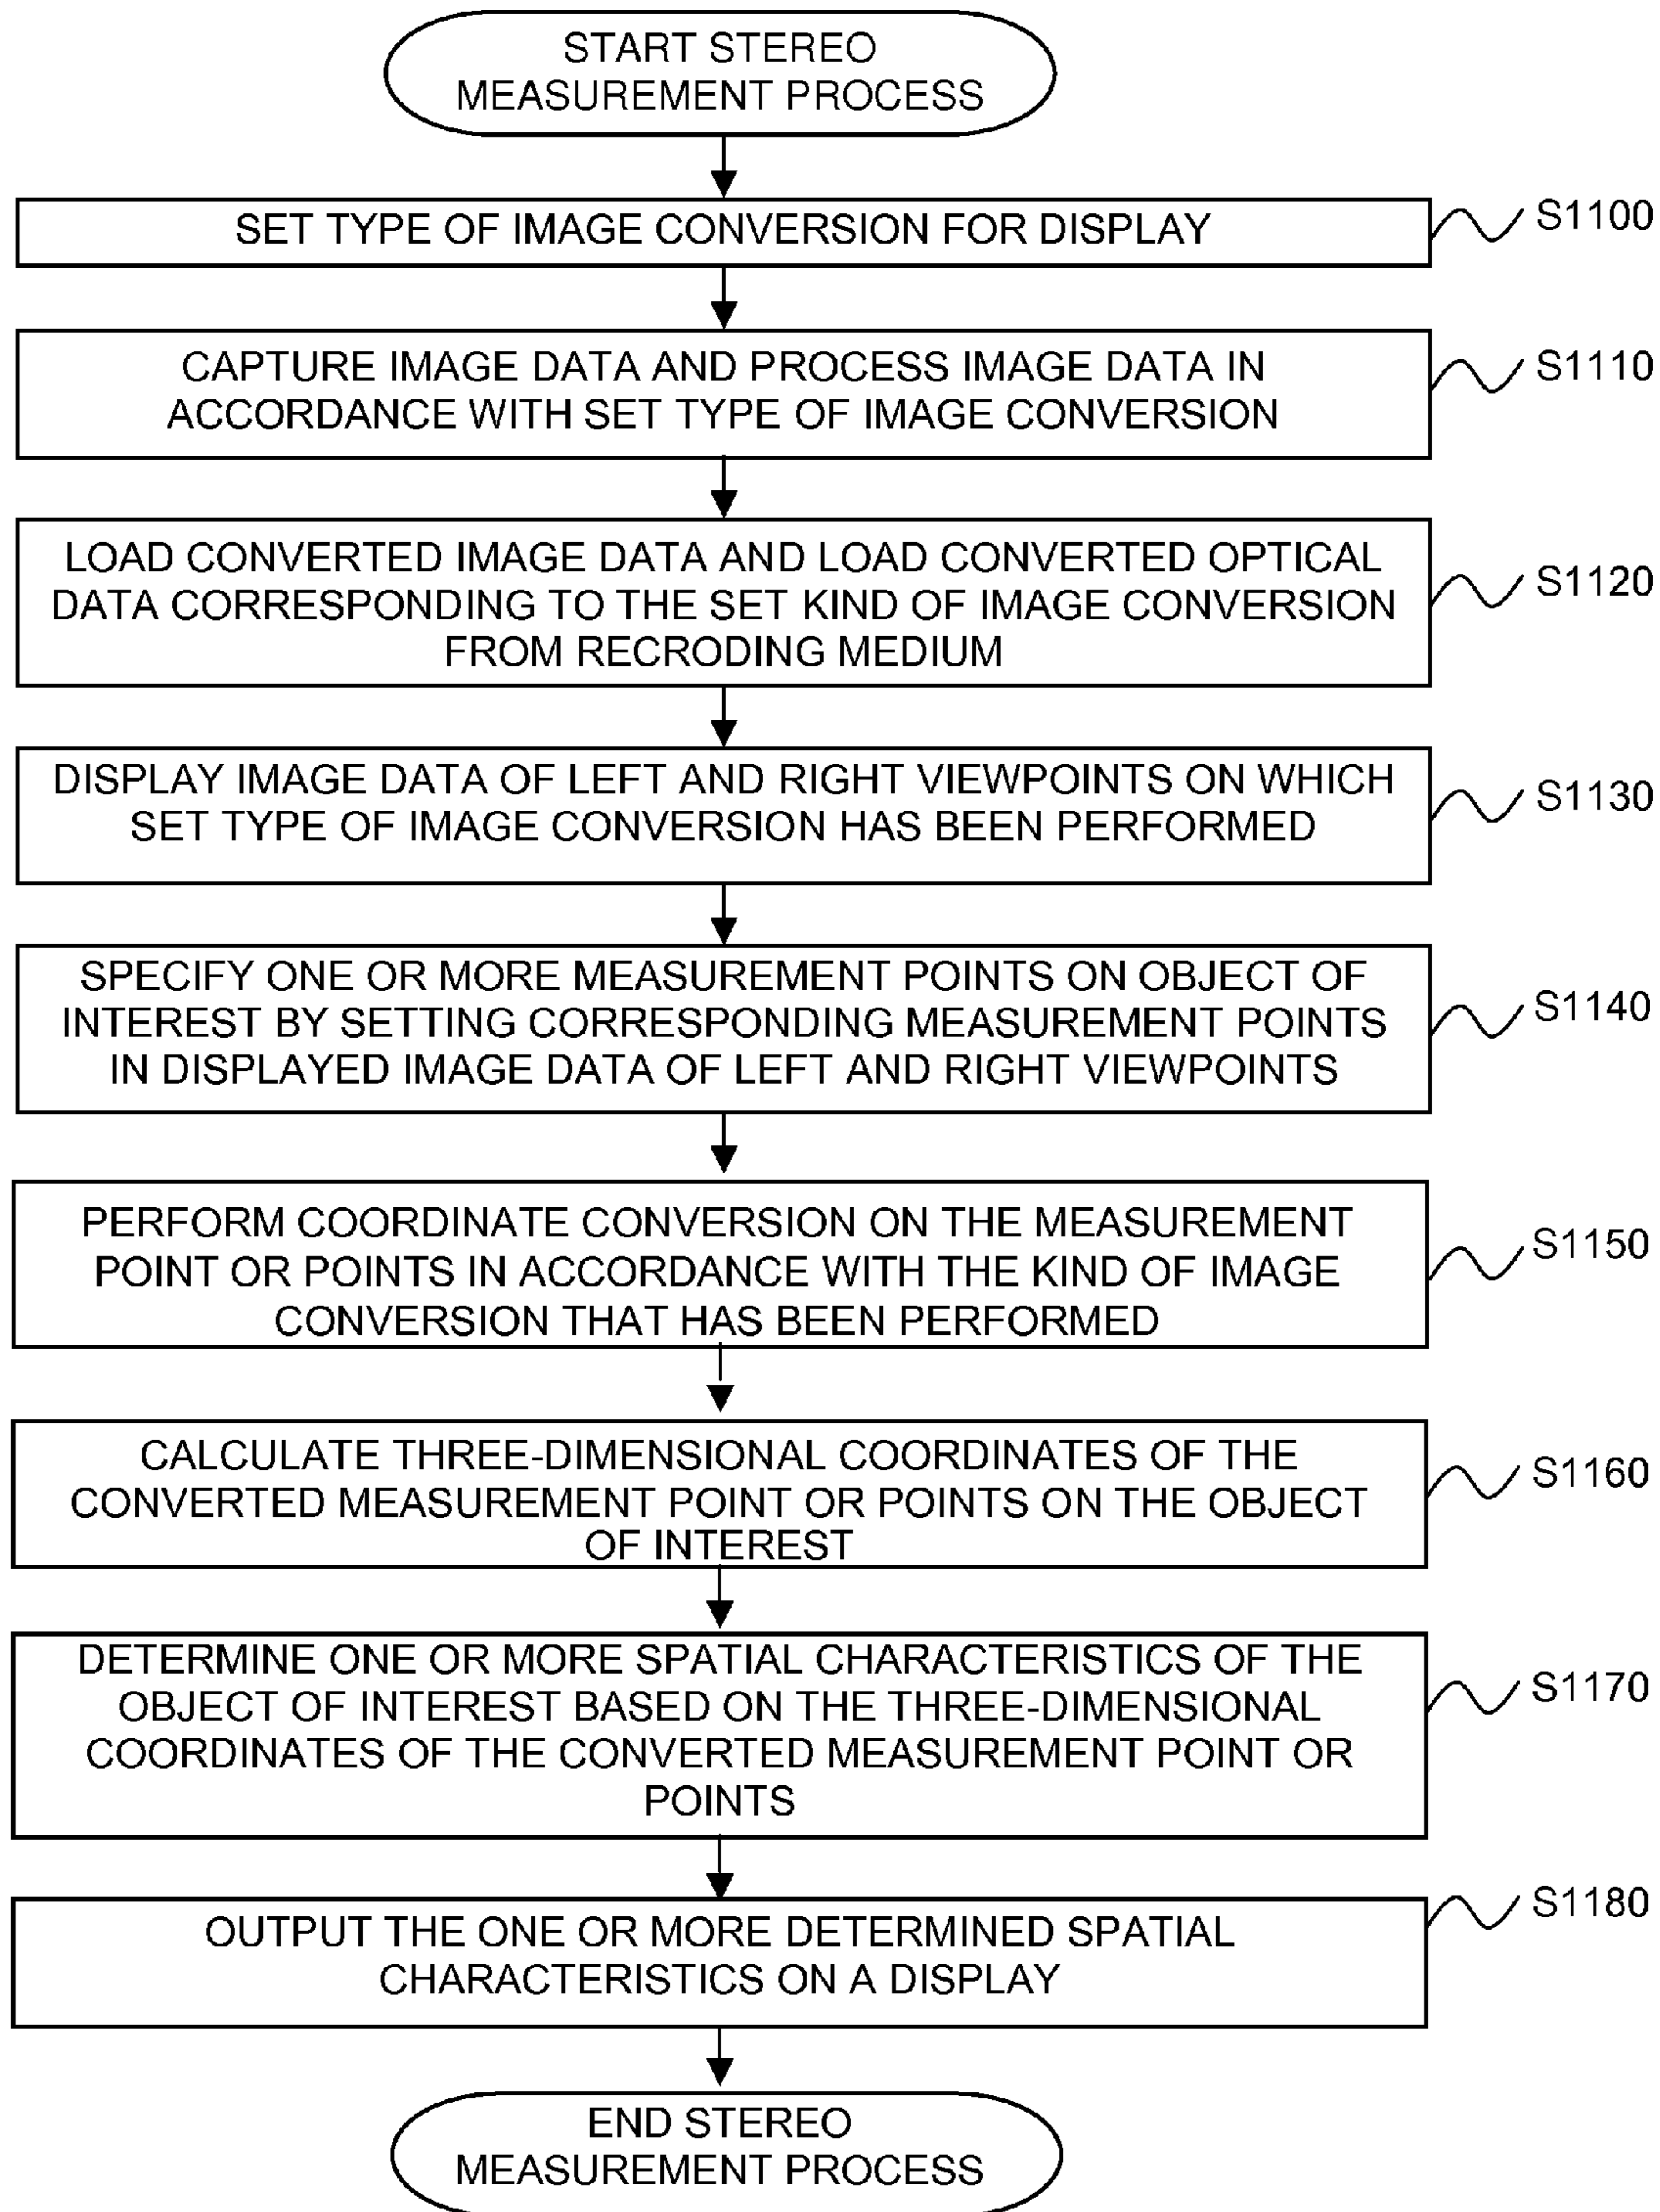 START STEREO
MEASUREMENT PROCESS
SET TYPE OF IMAGE CONVERSION FOR DISPLAY
S1100
CAPTURE IMAGE DATA AND PROCESS IMAGE DATA IN
ACCORDANCE WITH SET TYPE OF IMAGE CONVERSION
S1110
LOAD CONVERTED IMAGE DATA AND LOAD CONVERTED OPTICAL
DATA CORRESPONDING TO THE SET KIND OF IMAGE CONVERSION
FROM RECRODING MEDIUM
S1120
DISPLAY IMAGE DATA OF LEFT AND RIGHT VIEWPOINTS ON WHICH
SET TYPE OF IMAGE CONVERSION HAS BEEN PERFORMED
S1130
SPECIFY ONE OR MORE MEASUREMENT POINTS ON OBJECT OF
INTEREST BY SETTING CORRESPONDING MEASUREMENT POINTS
IN DISPLAYED IMAGE DATA OF LEFT AND RIGHT VIEWPOINTS
S1140
PERFORM COORDINATE CONVERSION ON THE MEASUREMENT
POINT OR POINTS IN ACCORDANCE WITH THE KIND OF IMAGE
CONVERSION THAT HAS BEEN PERFORMED
S1150
CALCULATE THREE-DIMENSIONAL COORDINATES OF THE
CONVERTED MEASUREMENT POINT OR POINTS ON THE OBJECT
OF INTEREST
S1160
DETERMINE ONE OR MORE SPATIAL CHARACTERISTICS OF THE
OBJECT OF INTEREST BASED ON THE THREE-DIMENSIONAL
COORDINATES OF THE CONVERTED MEASUREMENT POINT OR
POINTS
S1170
OUTPUT THE ONE OR MORE DETERMINED SPATIAL
CHARACTERISTICS ON A DISPLAY
S1180
END STEREO
MEASUREMENT PROCESS